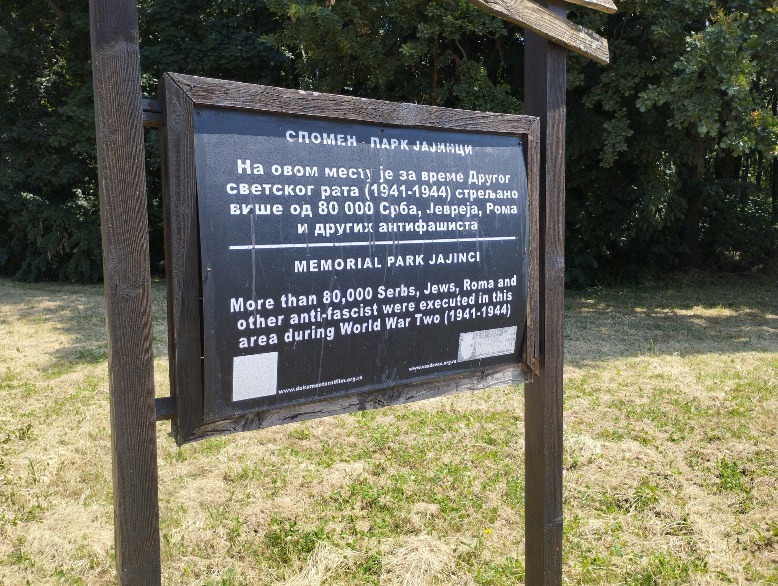 СПОМЕН - ПАРК ЈАЈИНЦИ
На овом месту је за време Другог
светског рата (1941-1944) стрељано
више од 80 000 Срба, Јевреја, Рома
и других антифашиста
MEMORIAL PARK JAJINCI
More than 80,000 Serbs, Jews, Roma and
other anti-fascist were executed in this
area during World War Two (1941-1944)